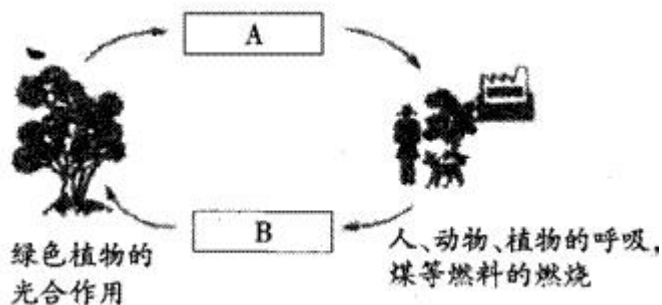 A
B
绿色植物的
光合作用
人、动物、植物的呼吸，
煤等燃料的燃烧